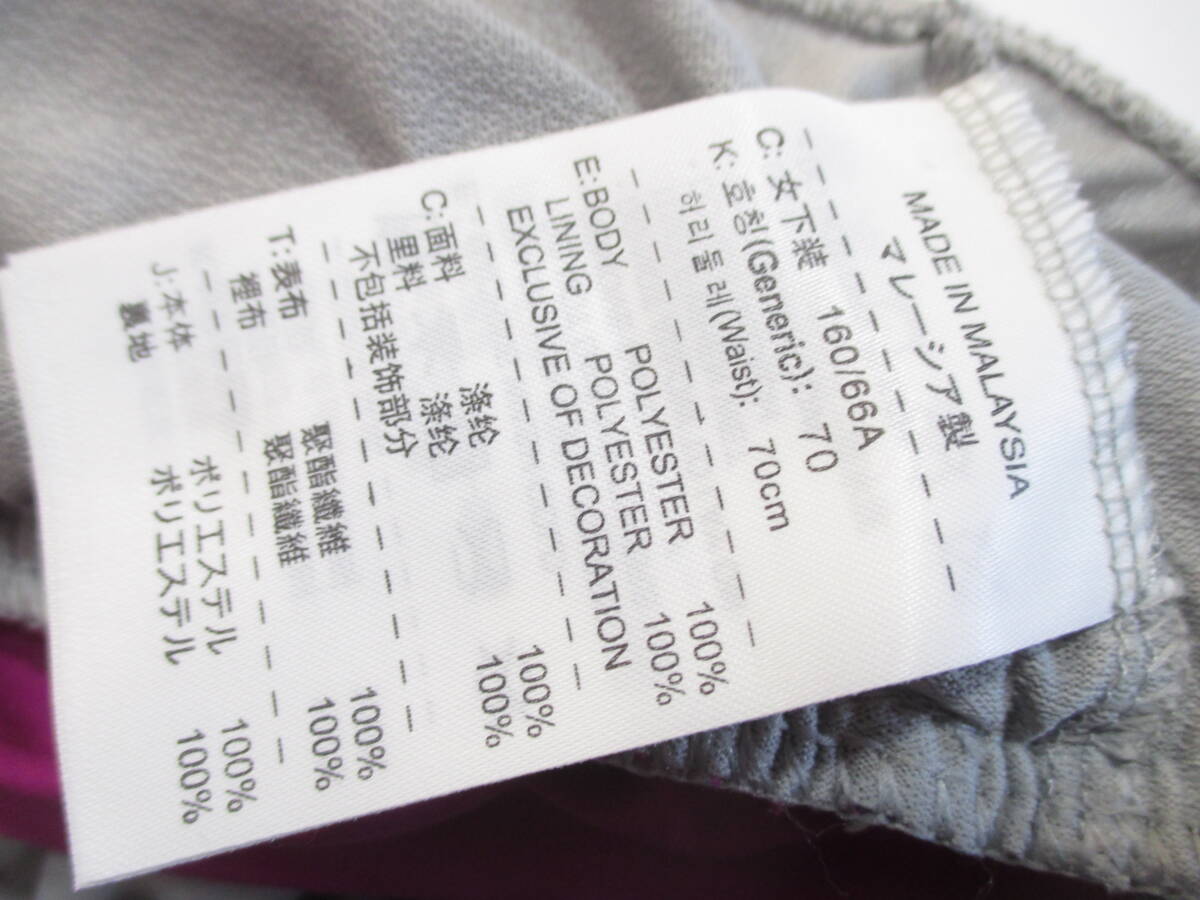 MADE IN MALAYSIA
マレーシア製
C: 女下装 160/66A
K: 호칭(Generic): 70
허리둘레(Waist): 70cm
E:BODY POLYESTER 100%
LINING POLYESTER 100%
EXCLUSIVE OF DECORATION
C:面料 涤纶 100%
里料 涤纶 100%
不包括装饰部分
T:表布 聚酯纖維 100%
裡布 聚酯纖維 100%
J:本体 ポリエステル 100%
裏地 ポリエステル 100%